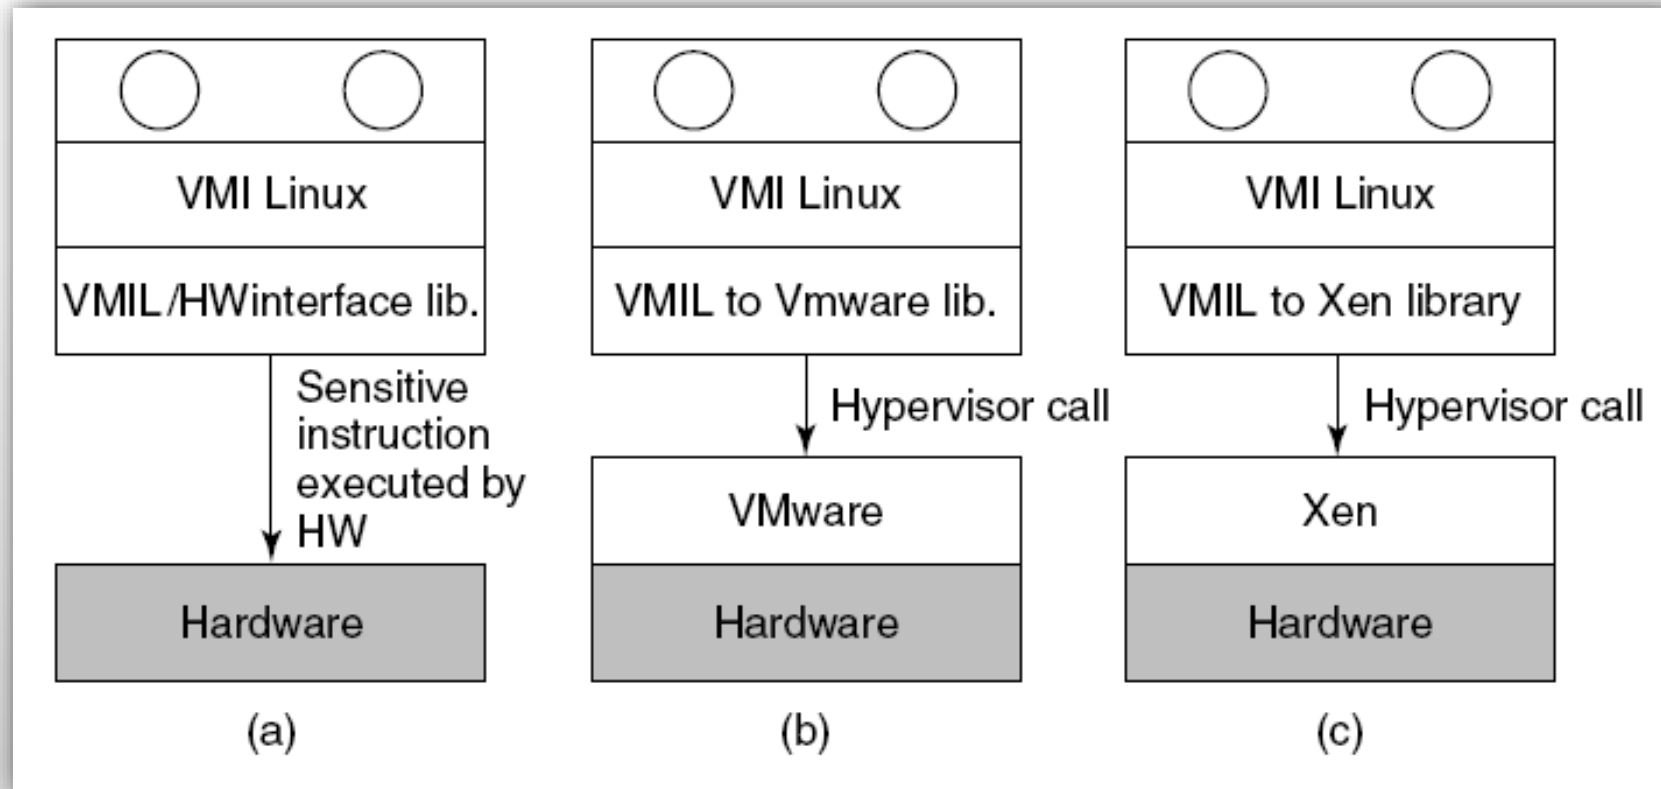 VMI Linux
VMIL/HWinterface lib.
Sensitive
instruction
executed by
HW
Hardware
(a)
VMI Linux
VMIL to Vmware lib.
Hypervisor call
VMware
Hardware
(b)
VMI Linux
VMIL to Xen library
Hypervisor call
Xen
Hardware
(c)